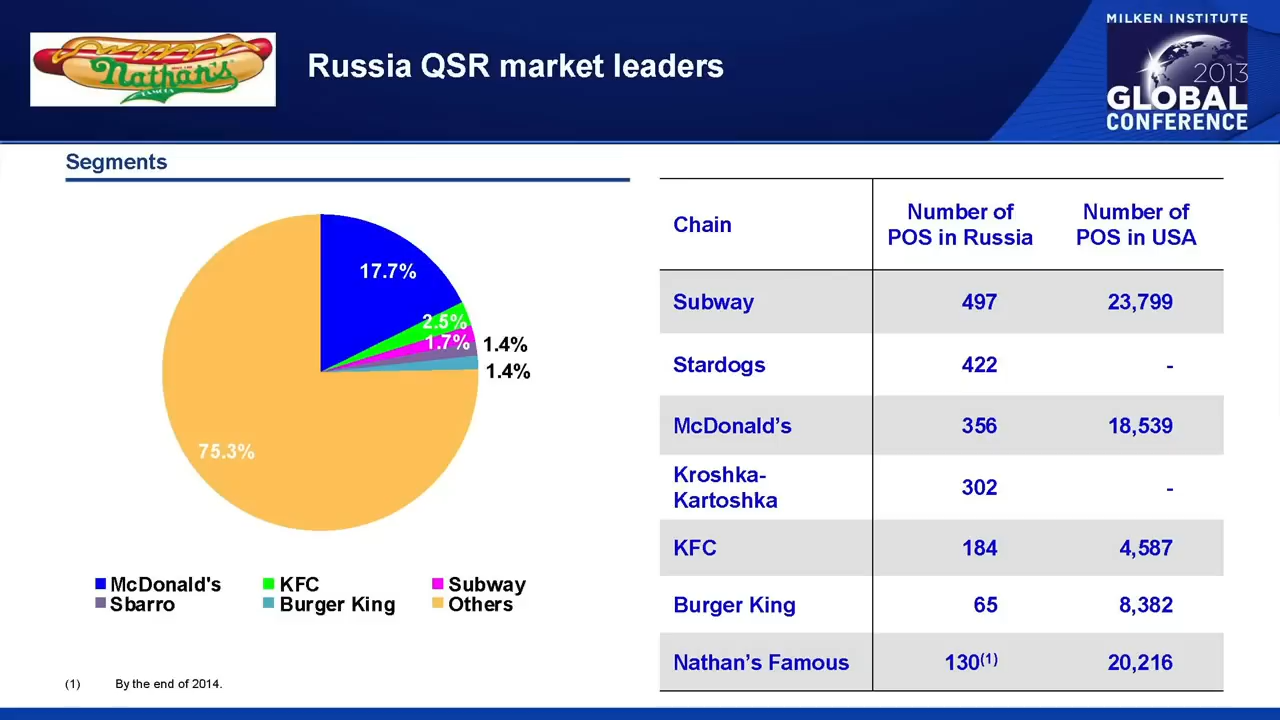 MILKEN INSTITUTE
2013
GLOBAL
CONFERENCE
Nathan's
Russia QSR market leaders
Segments
17.7%
2.5%
1.7%
1.4%
1.4%
75.3%
McDonald's KFC Subway
Sbarro Burger King Others
(1) By the end of 2014.
Chain Number of POS in Russia Number of POS in USA
Subway 497 23,799
Stardogs 422 -
McDonald’s 356 18,539
Kroshka-
Kartoshka 302 -
KFC 184 4,587
Burger King 65 8,382
Nathan’s Famous 130(1) 20,216